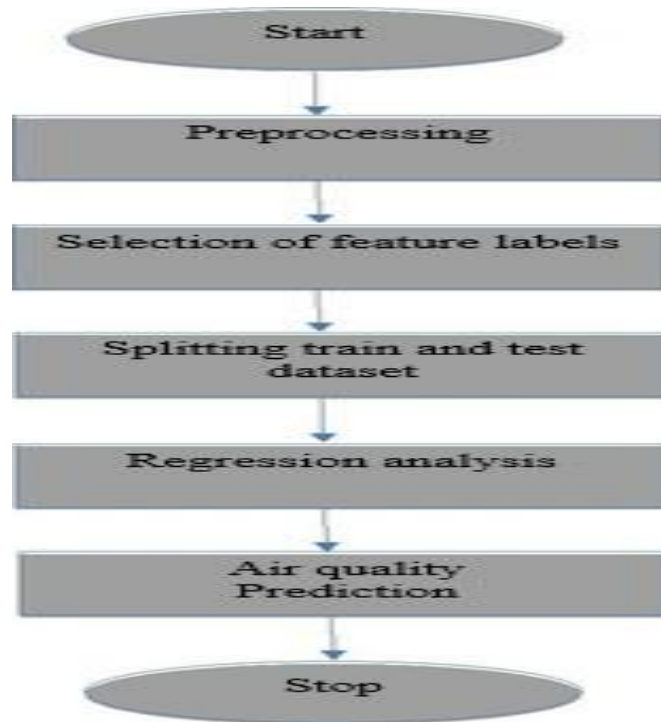 Start
Preprocessing
Selection of feature labels
Splitting train and test
dataset
Regression analysis
Air quality
Prediction
Stop